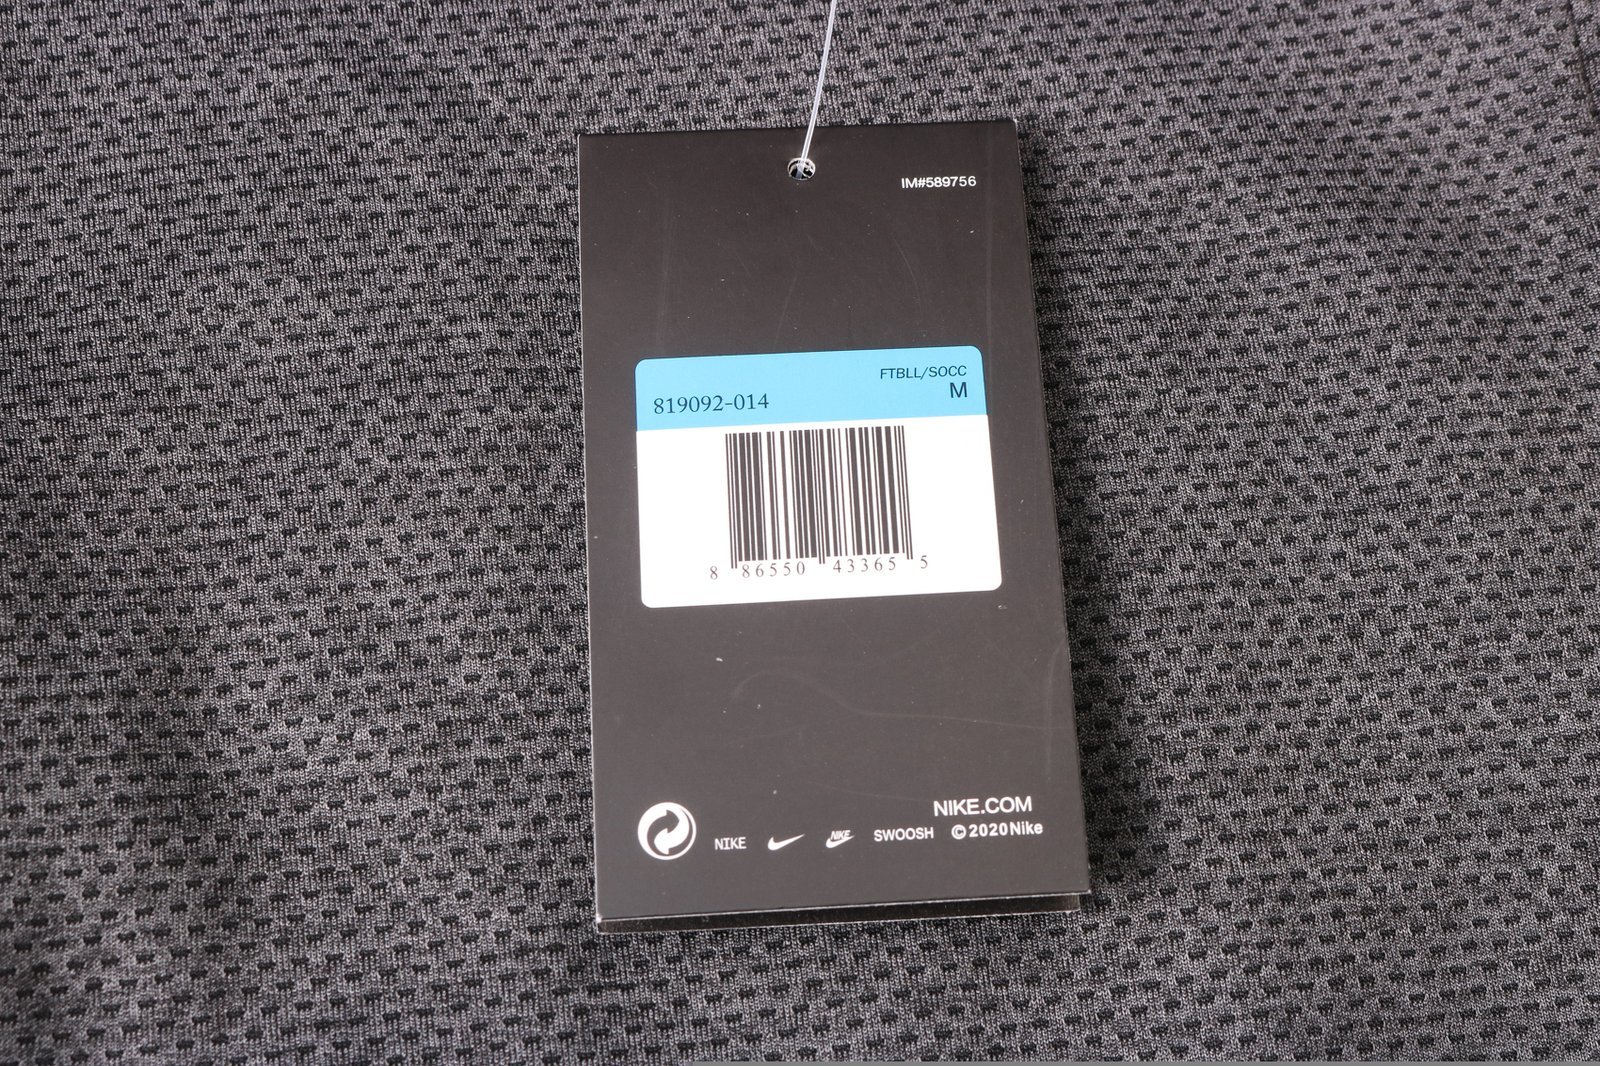 IM#589756
FTBLL/SOCC
819092-014 M
8 86550 43365 5
NIKE.COM
NIKE NIKE SWOOSH ©2020Nike